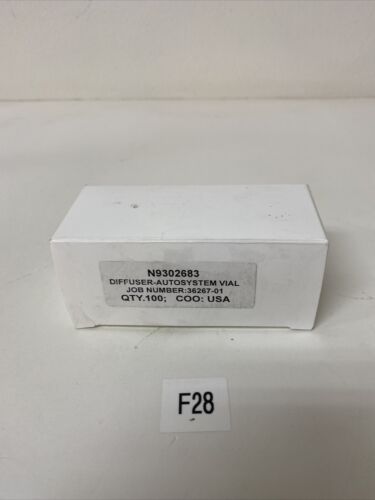 N9302683
DIFFUSER-AUTOSYSTEM VIAL
JOB NUMBER:36267-01
QTY.100; COO: USA
F28